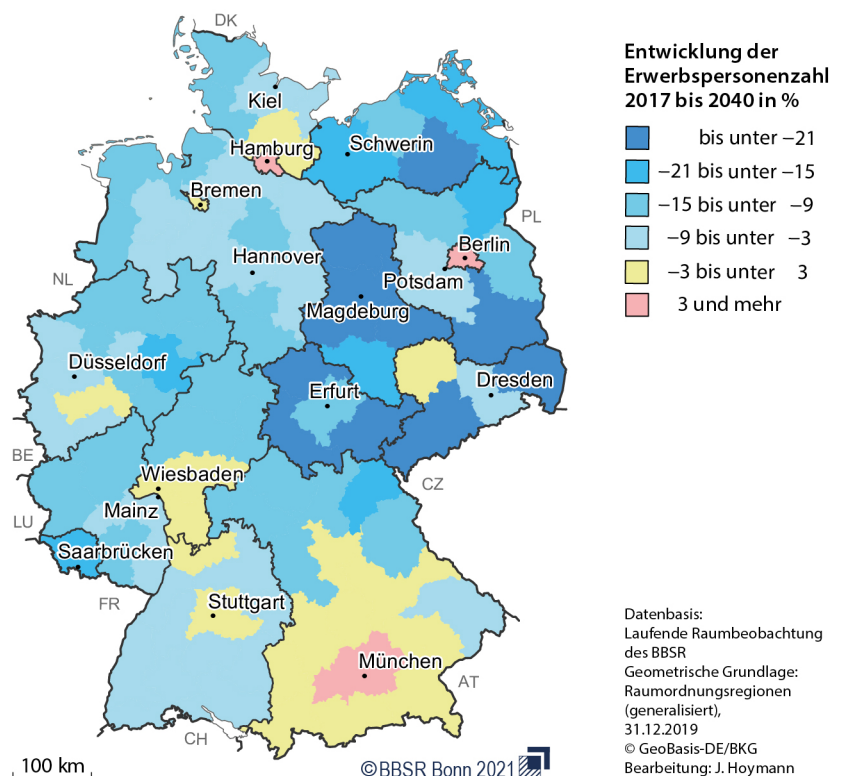 DK
Kiel
Hamburg
Schwerin
Bremen
PL
Berlin
Hannover
Potsdam
NL
Magdeburg
Düsseldorf
Erfurt
Dresden
BE
Wiesbaden
CZ
Mainz
LU
Saarbrücken
FR
Stuttgart
München
AT
CH
100 km
©BBSR Bonn 2021
Entwicklung der
Erwerbspersonenzahl
2017 bis 2040 in %
bis unter −21
−21 bis unter −15
−15 bis unter −9
−9 bis unter −3
−3 bis unter 3
3 und mehr
Datenbasis:
Laufende Raumbeobachtung
des BBSR
Geometrische Grundlage:
Raumordnungsregionen
(generalisiert),
31.12.2019
© GeoBasis-DE/BKG
Bearbeitung: J. Hoymann